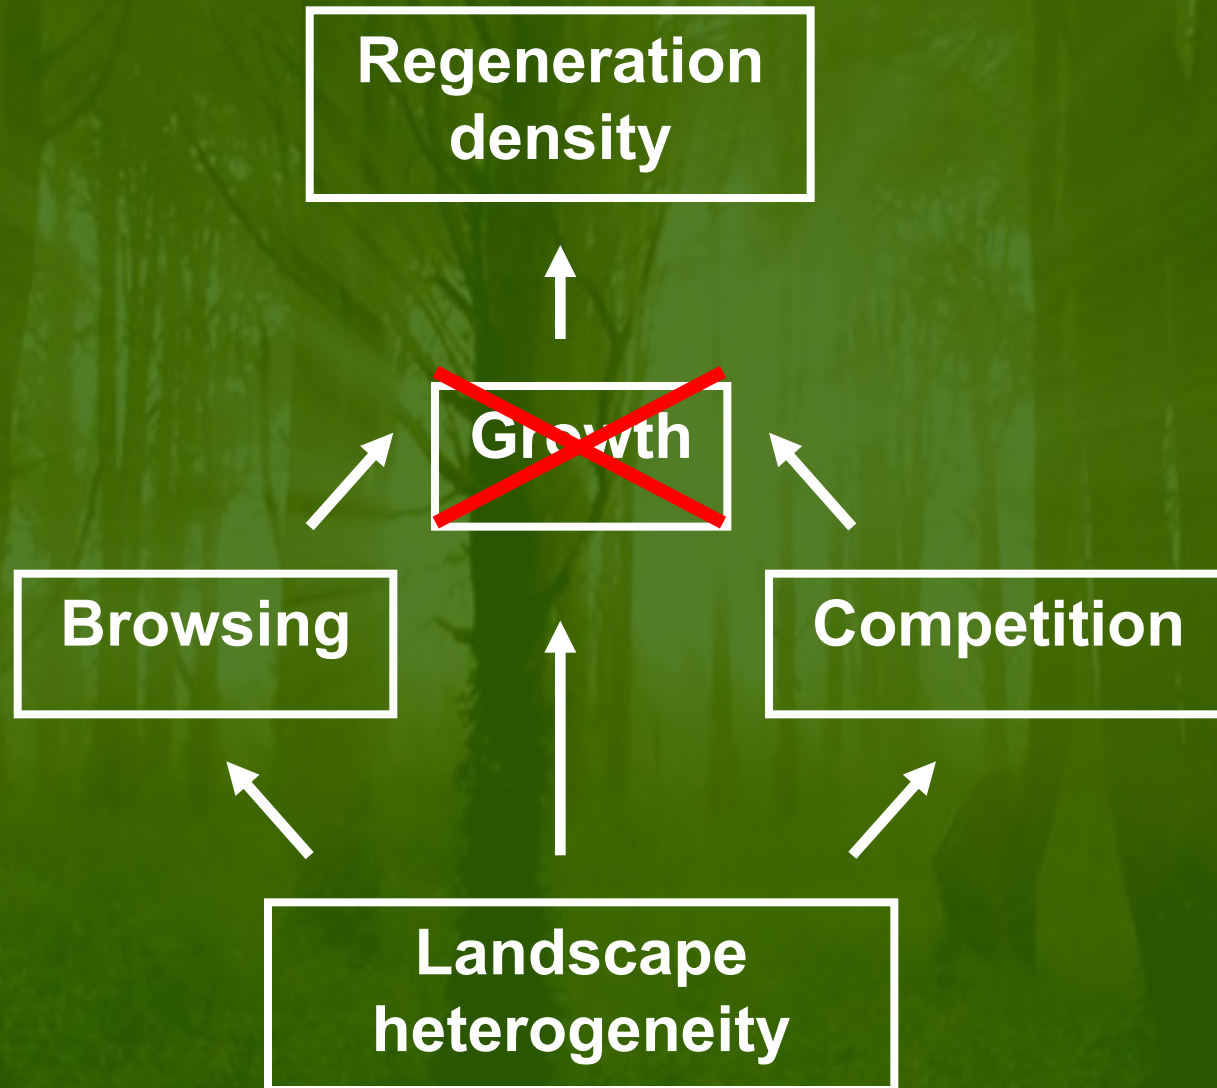 Regeneration
density
Growth
Browsing
Competition
Landscape
heterogeneity